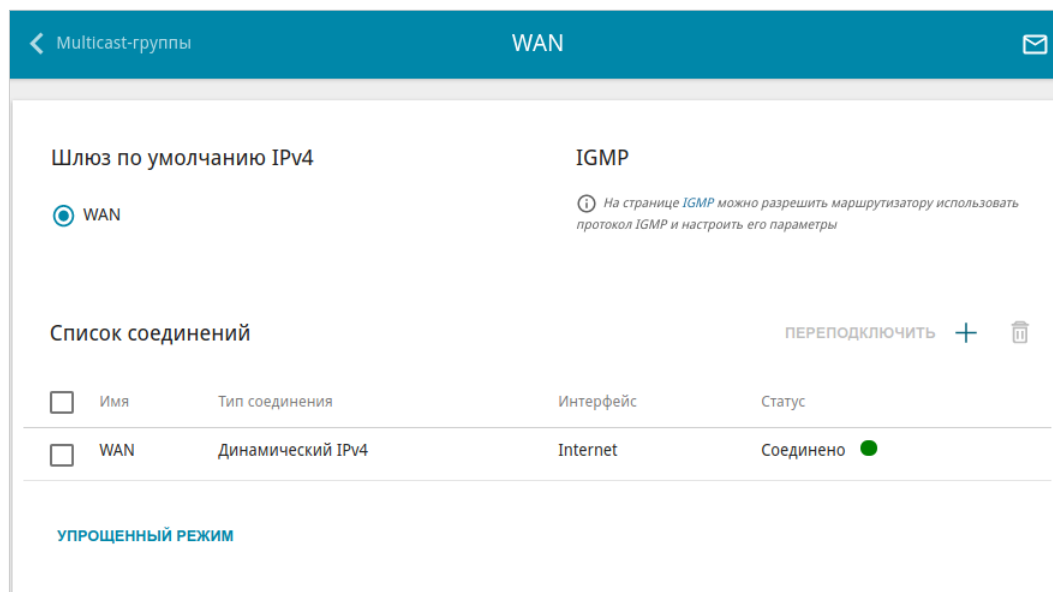 Multicast-группы
WAN
Шлюз по умолчанию IPv4
WAN
IGMP
На странице IGMP можно разрешить маршрутизатору использовать
протокол IGMP и настроить его параметры
Список соединений
ПЕРЕПОДКЛЮЧИТЬ
Имя Тип соединения Интерфейс Статус
WAN Динамический IPv4 Internet Соединено
УПРОЩЕННЫЙ РЕЖИМ